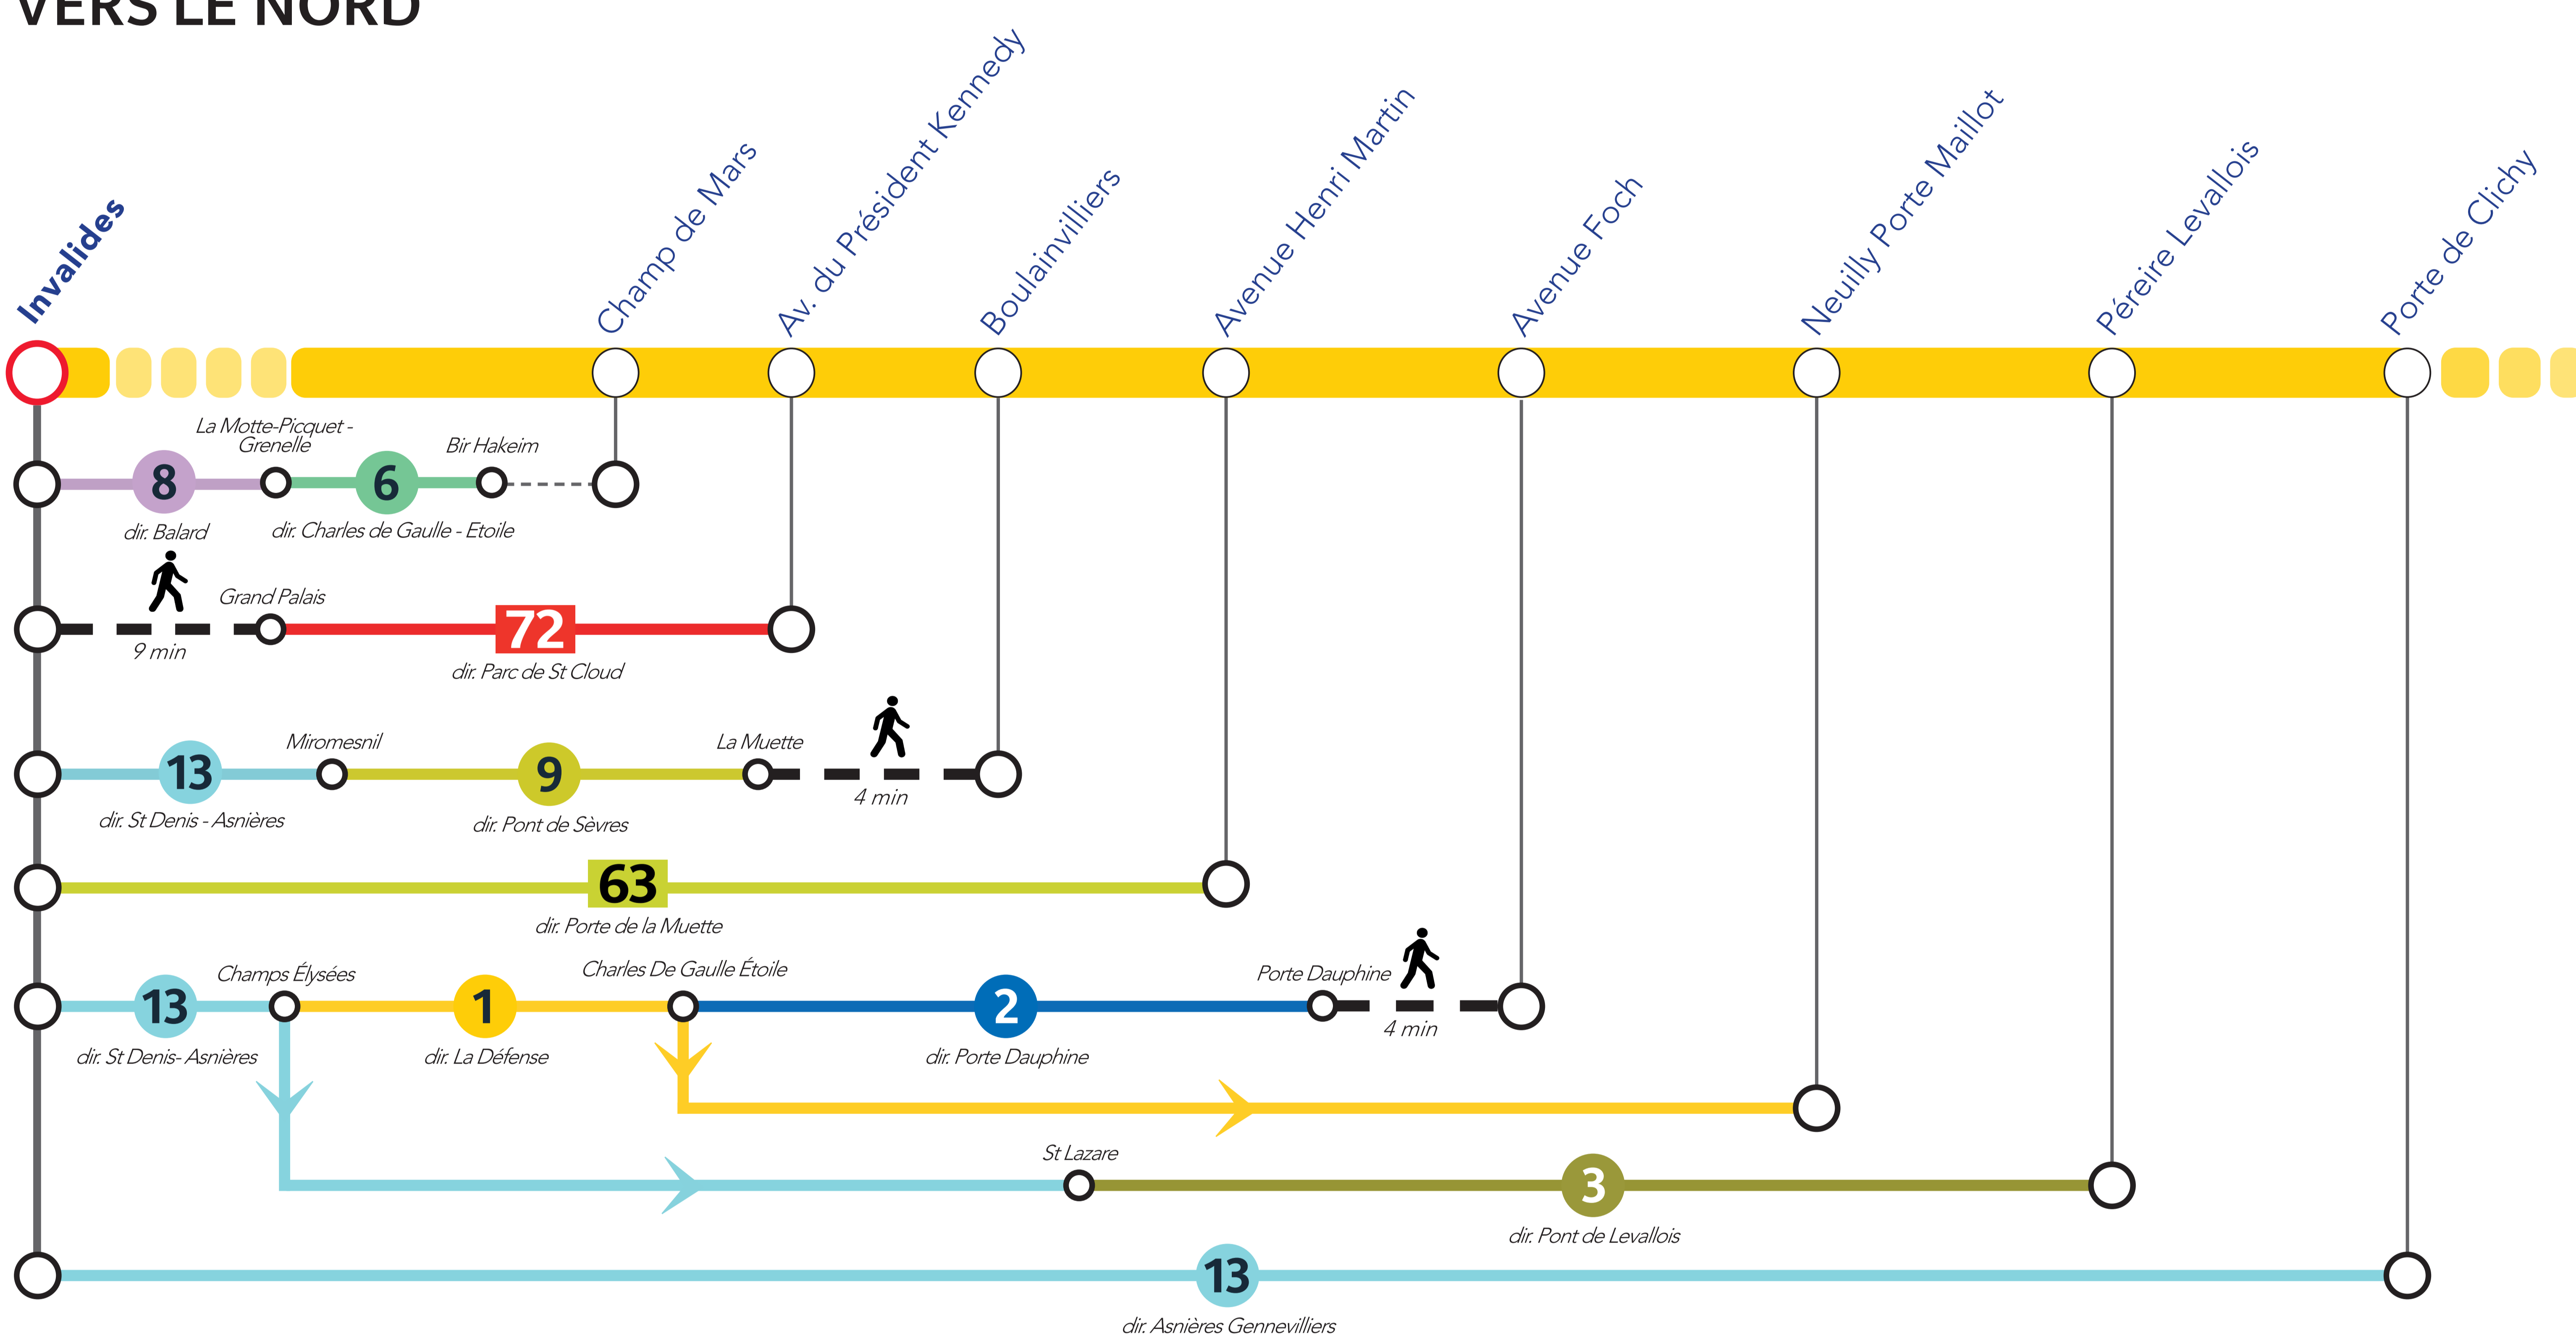 VERS LE NORD
Invalides
Champ de Mars
Av. du Président Kennedy
Boulainvilliers
Avenue Henri Martin
Avenue Foch
Neuilly Porte Maillot
Péreire Levallois
Porte de Clichy
La Motte-Picquet -
Grenelle
Bir Hakeim
8
6
dir. Balard
dir. Charles de Gaulle - Etoile
Grand Palais
72
9 min
dir. Parc de St Cloud
Miromesnil
La Muette
13
9
4 min
dir. St Denis - Asnières
dir. Pont de Sèvres
63
dir. Porte de la Muette
Champs Élysées
Charles De Gaulle Étoile
Porte Dauphine
13
1
2
4 min
dir. St Denis- Asnières
dir. La Défense
dir. Porte Dauphine
St Lazare
3
dir. Pont de Levallois
13
dir. Asnières Gennevilliers